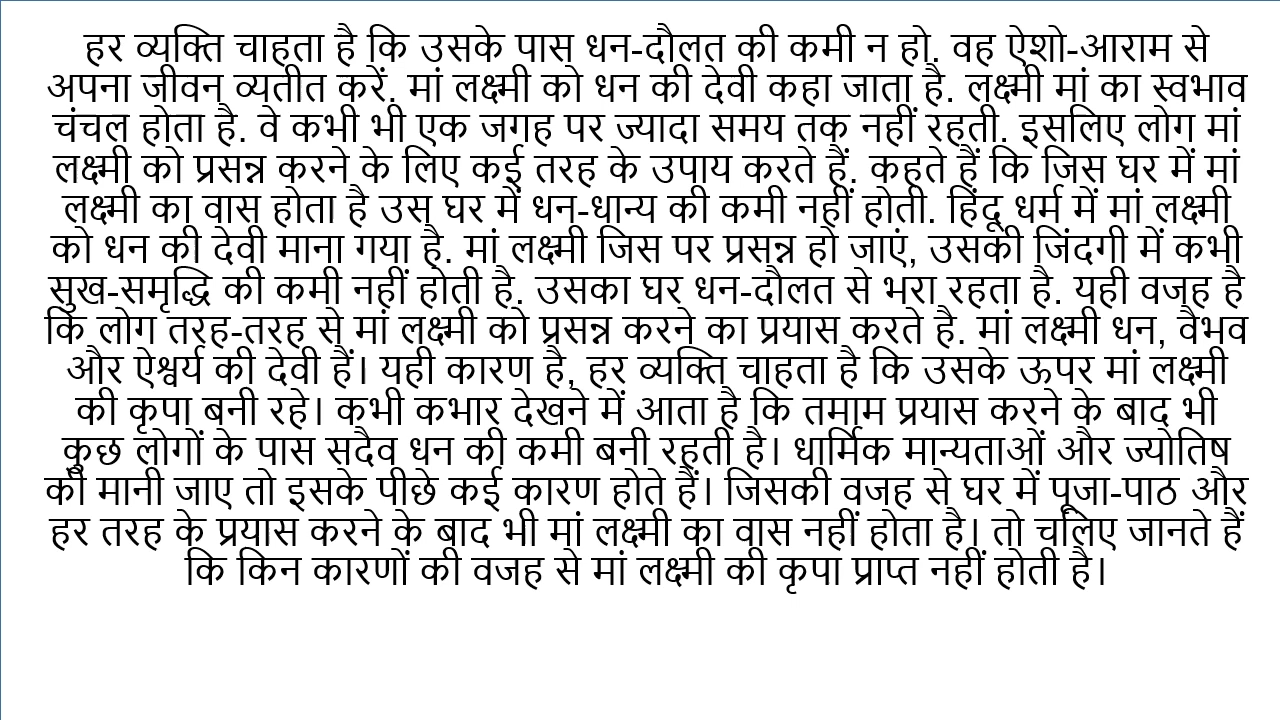 हर व्यक्ति चाहता है कि उसके पास धन-दौलत की कमी न हो. वह ऐशो-आराम से
अपना जीवन व्यतीत करें. मां लक्ष्मी को धन की देवी कहा जाता है. लक्ष्मी मां का स्वभाव
चंचल होता है. वे कभी भी एक जगह पर ज्यादा समय तक नहीं रहती. इसलिए लोग मां
लक्ष्मी को प्रसन्न करने के लिए कई तरह के उपाय करते हैं. कहते हैं कि जिस घर में मां
लक्ष्मी का वास होता है उस घर में धन-धान्य की कमी नहीं होती. हिंदू धर्म में मां लक्ष्मी
को धन की देवी माना गया है. मां लक्ष्मी जिस पर प्रसन्न हो जाएं, उसकी जिंदगी में कभी
सुख-समृद्धि की कमी नहीं होती है. उसका घर धन-दौलत से भरा रहता है. यही वजह है
कि लोग तरह-तरह से मां लक्ष्मी को प्रसन्न करने का प्रयास करते है. मां लक्ष्मी धन, वैभव
और ऐश्वर्य की देवी हैं। यही कारण है, हर व्यक्ति चाहता है कि उसके ऊपर मां लक्ष्मी
की कृपा बनी रहे। कभी कभार देखने में आता है कि तमाम प्रयास करने के बाद भी
कुछ लोगों के पास सदैव धन की कमी बनी रहती है। धार्मिक मान्यताओं और ज्योतिष
की मानी जाए तो इसके पीछे कई कारण होते हैं। जिसकी वजह से घर में पूजा-पाठ और
हर तरह के प्रयास करने के बाद भी मां लक्ष्मी का वास नहीं होता है। तो चलिए जानते हैं
कि किन कारणों की वजह से मां लक्ष्मी की कृपा प्राप्त नहीं होती है।